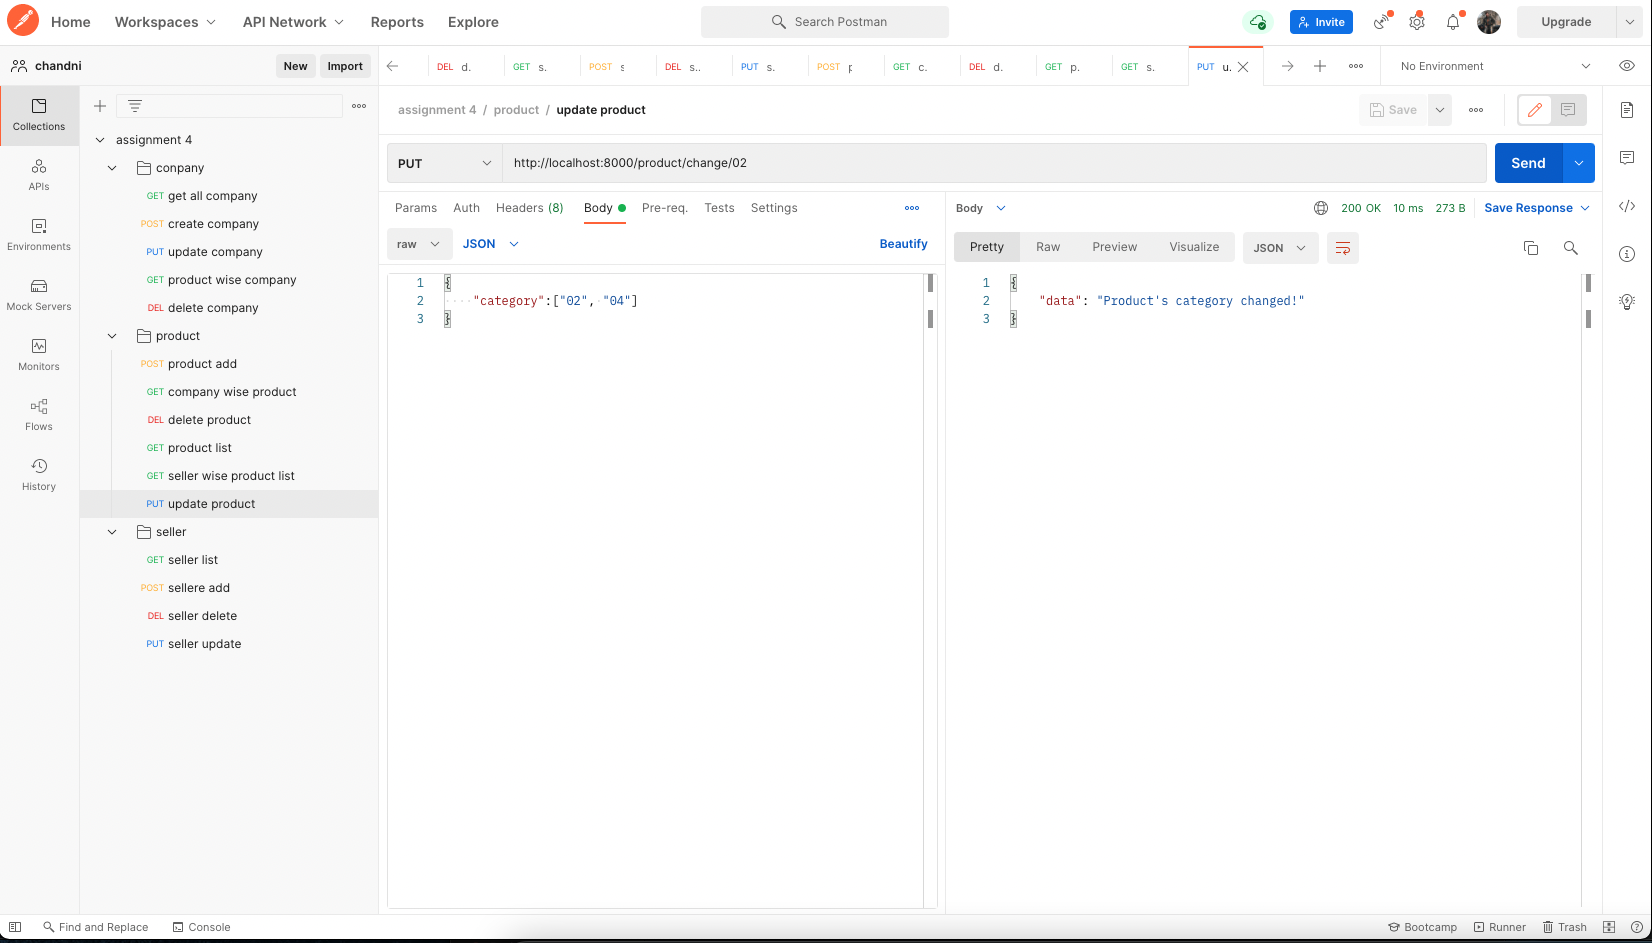 Home Workspaces API Network Reports Explore Search Postman Invite Upgrade
chandni New Import
DEL d. GET s. POST s DEL s.. PUT s. POST p GET c. DEL d. GET p. GET s. PUT u. No Environment
Collections
APIs
Environments
Mock Servers
Monitors
Flows
History
assignment 4
conpany
GET get all company
POST create company
PUT update company
GET product wise company
DEL delete company
product
POST product add
GET company wise product
DEL delete product
GET product list
GET seller wise product list
PUT update product
seller
GET seller list
POST sellere add
DEL seller delete
PUT seller update
assignment 4 / product / update product Save
PUT http://localhost:8000/product/change/02 Send
Params Auth Headers (8) Body Pre-req. Tests Settings
raw JSON Beautify
1 {
2 "category":["02", "04"]
3 }
Body 200 OK 10 ms 273 B Save Response
Pretty Raw Preview Visualize JSON
1 {
2 "data": "Product's category changed!"
3 }
Find and Replace Console Bootcamp Runner Trash